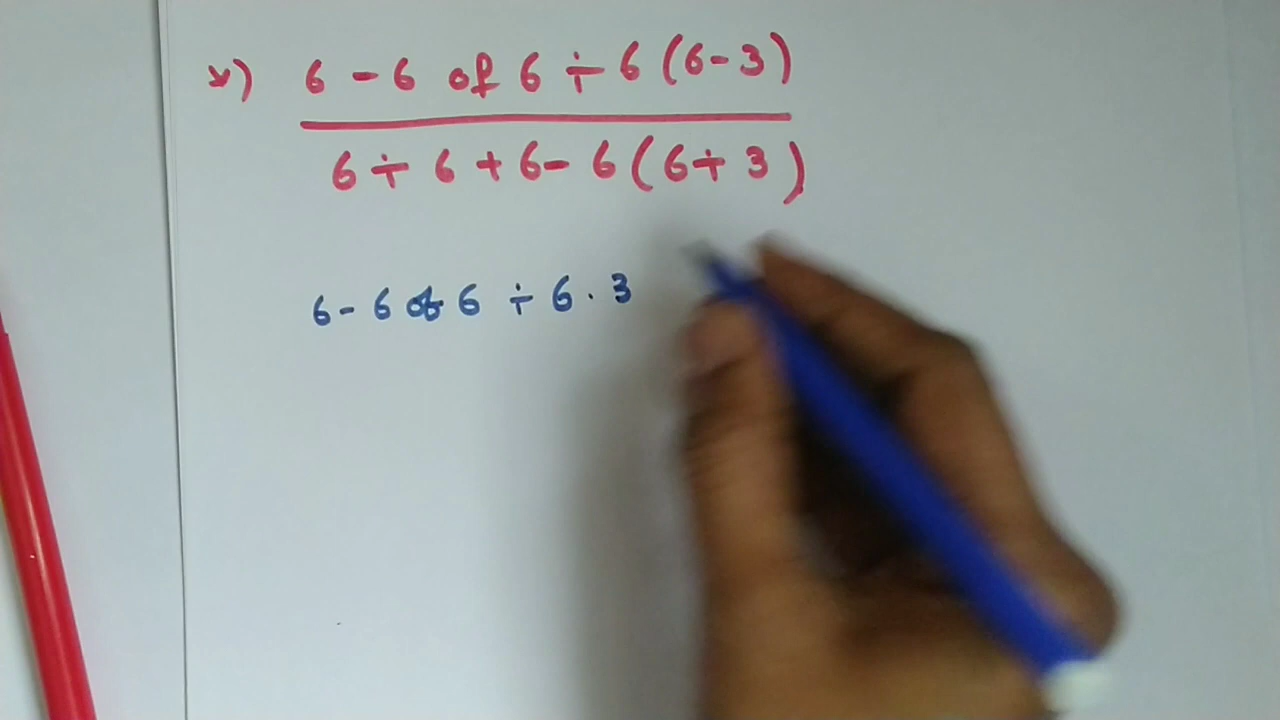 v) 6 - 6 of 6 ÷ 6 (6 - 3)
6 ÷ 6 + 6 - 6 (6 ÷ 3)
6 - 6 of 6 ÷ 6 . 3